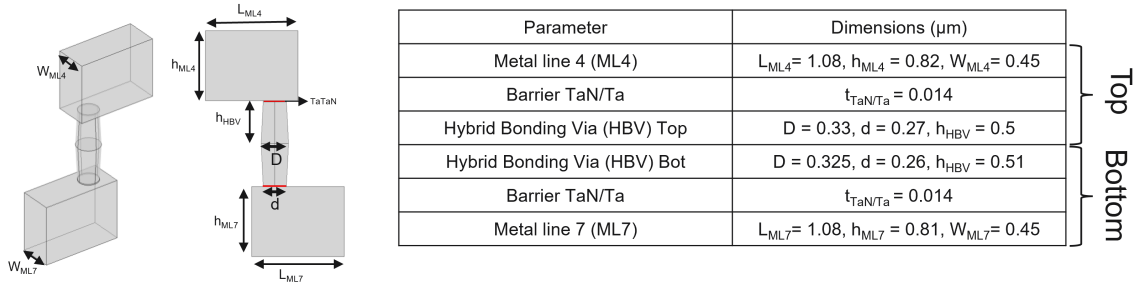 L_ML4
W_ML4
h_ML4
TaTaN
h_HBV
D
d
h_ML7
W_ML7
L_ML7
Parameter Dimensions (μm)
Metal line 4 (ML4) L_ML4= 1.08, h_ML4 = 0.82, W_ML4= 0.45
Barrier TaN/Ta t_TaN/Ta = 0.014
Hybrid Bonding Via (HBV) Top D = 0.33, d = 0.27, h_HBV = 0.5
Hybrid Bonding Via (HBV) Bot D = 0.325, d = 0.26, h_HBV = 0.51
Barrier TaN/Ta t_TaN/Ta = 0.014
Metal line 7 (ML7) L_ML7= 1.08, h_ML7 = 0.81, W_ML7= 0.45
Top
Bottom